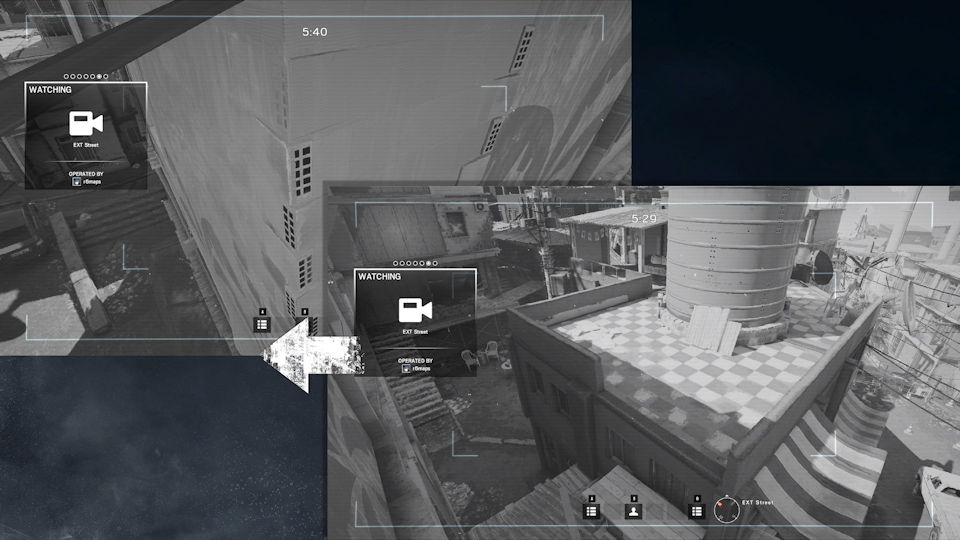 5:40
WATCHING
EXT Street
OPERATED BY
r6maps
5:29
WATCHING
EXT Street
OPERATED BY
r6maps
EXT Street